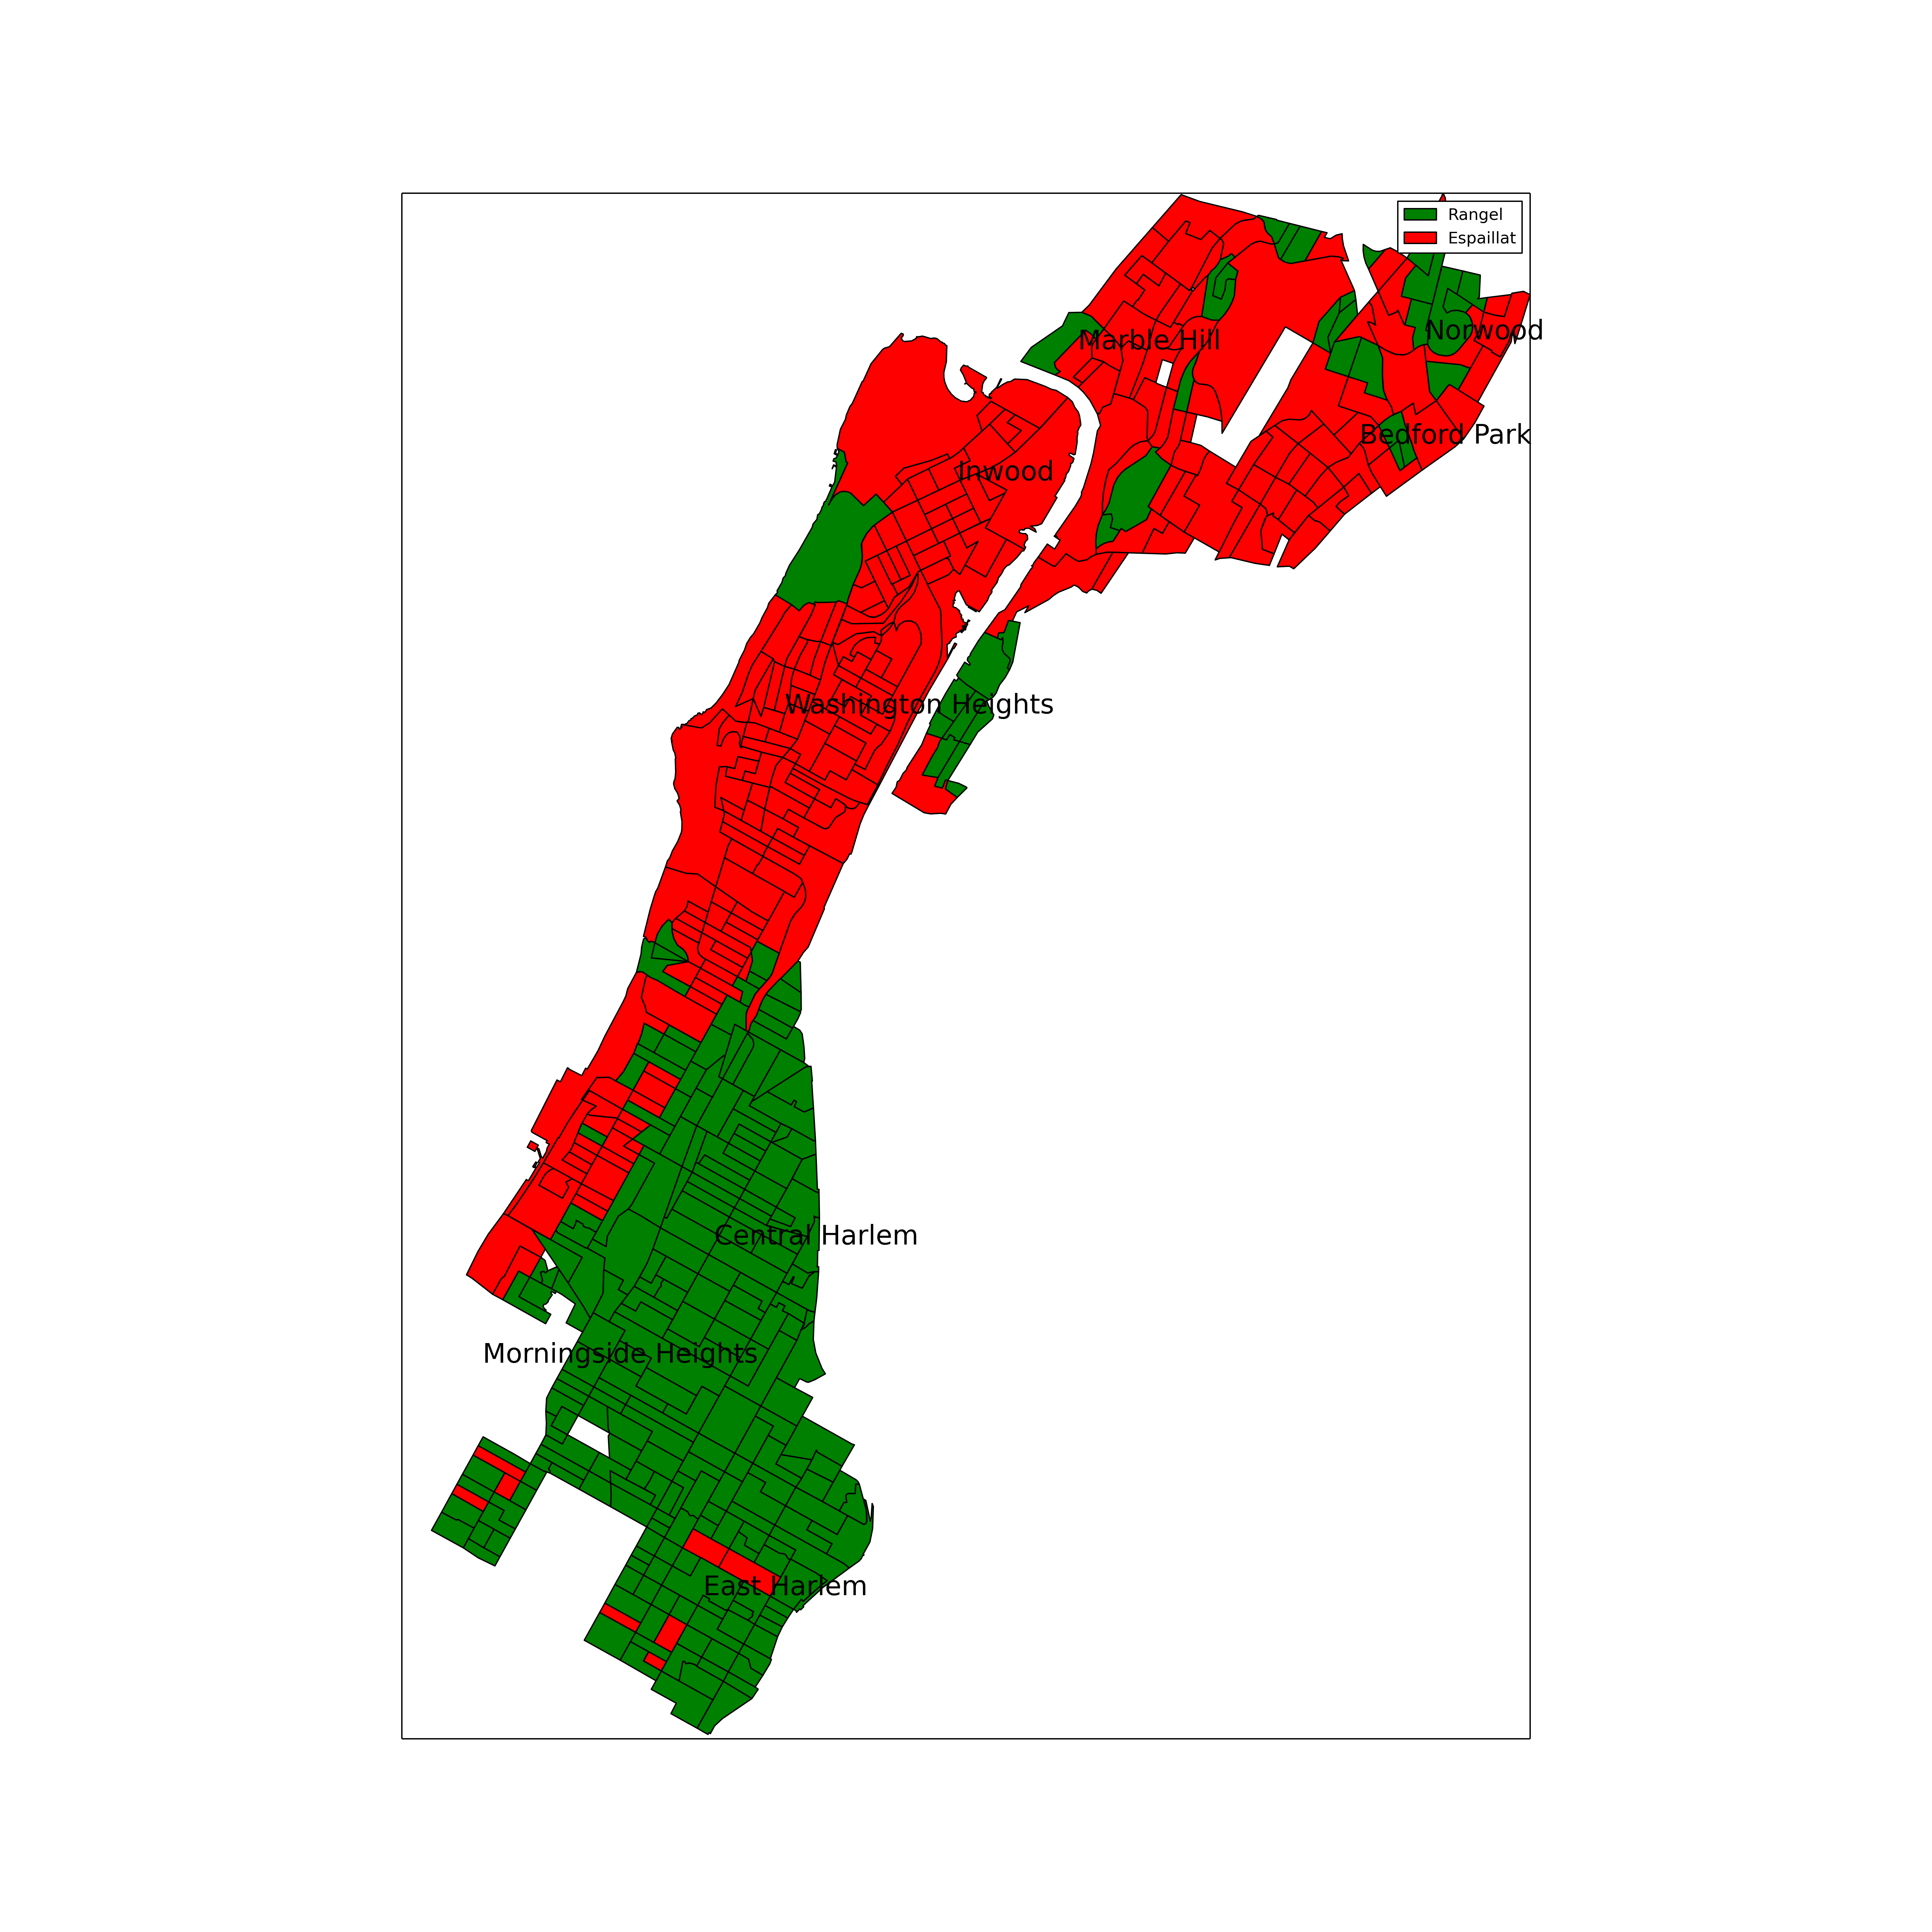 Rangel
Espaillat
Norwood
Marble Hill
Bedford Park
Inwood
Washington Heights
Central Harlem
Morningside Heights
East Harlem